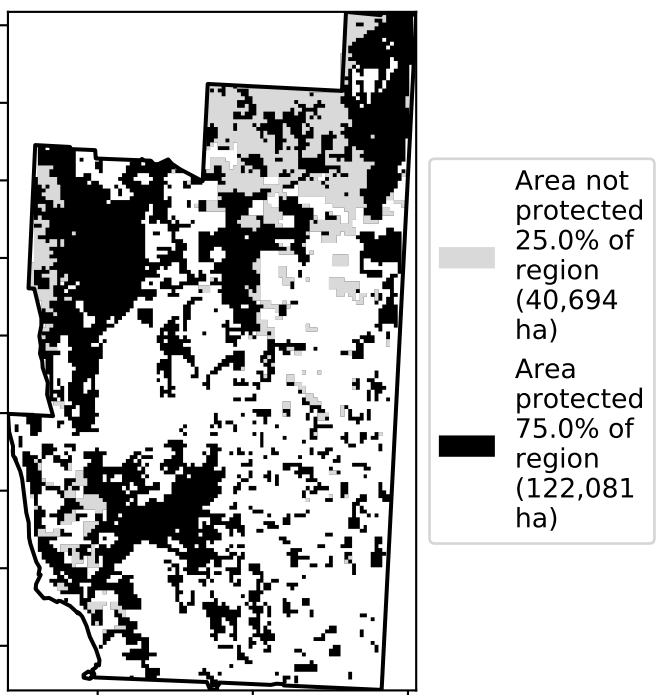 Area not
protected
25.0% of
region
(40,694
ha)
Area
protected
75.0% of
region
(122,081
ha)